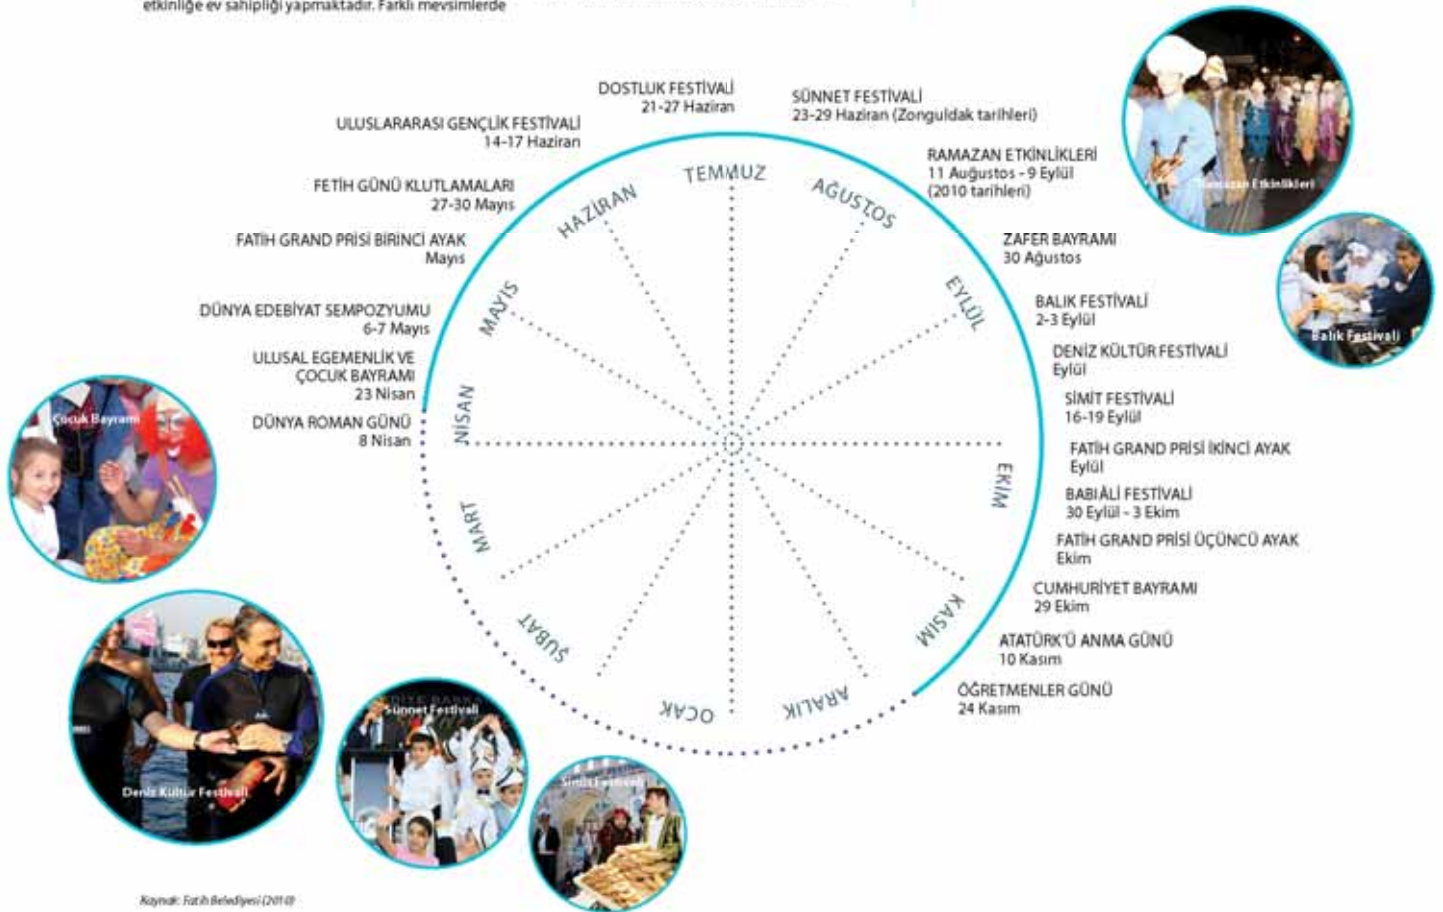 etkinliğe ev sahipliği yapmaktadır. Farklı mevsimlerde
DOSTLUK FESTİVALİ
21-27 Haziran
SÜNNET FESTİVALİ
23-29 Haziran (Zonguldak tarihleri)
ULUSLARARASI GENÇLİK FESTİVALİ
14-17 Haziran
RAMAZAN ETKİNLİKLERİ
11 Auğustos - 9 Eylül
(2010 tarihleri)
FETİH GÜNÜ KLUTLAMALARI
27-30 Mayıs
ZAFER BAYRAMI
30 Ağustos
FATİH GRAND PRİSİ BİRİNCİ AYAK
Mayıs
BALIK FESTİVALİ
2-3 Eylül
DÜNYA EDEBİYAT SEMPOZYUMU
6-7 Mayıs
DENİZ KÜLTÜR FESTİVALİ
Eylül
ULUSAL EGEMENLİK VE
ÇOCUK BAYRAMI
23 Nisan
SİMİT FESTİVALİ
16-19 Eylül
DÜNYA ROMAN GÜNÜ
8 Nisan
FATİH GRAND PRİSİ İKİNCİ AYAK
Eylül
BABIÂLİ FESTİVALİ
30 Eylül - 3 Ekim
FATİH GRAND PRİSİ ÜÇÜNCÜ AYAK
Ekim
CUMHURİYET BAYRAMI
29 Ekim
ATATÜRK'Ü ANMA GÜNÜ
10 Kasım
ÖĞRETMENLER GÜNÜ
24 Kasım
TEMMUZ
AĞUSTOS
EYLÜL
EKİM
KASIM
ARALIK
OCAK
ŞUBAT
MART
NİSAN
MAYIS
HAZİRAN
Ramazan Etkinlikleri
Balık Festivali
Çocuk Bayramı
Deniz Kültür Festivali
Sünnet Festivali
Simit Festivali
Kaynak: Fatih Belediyesi (2010)